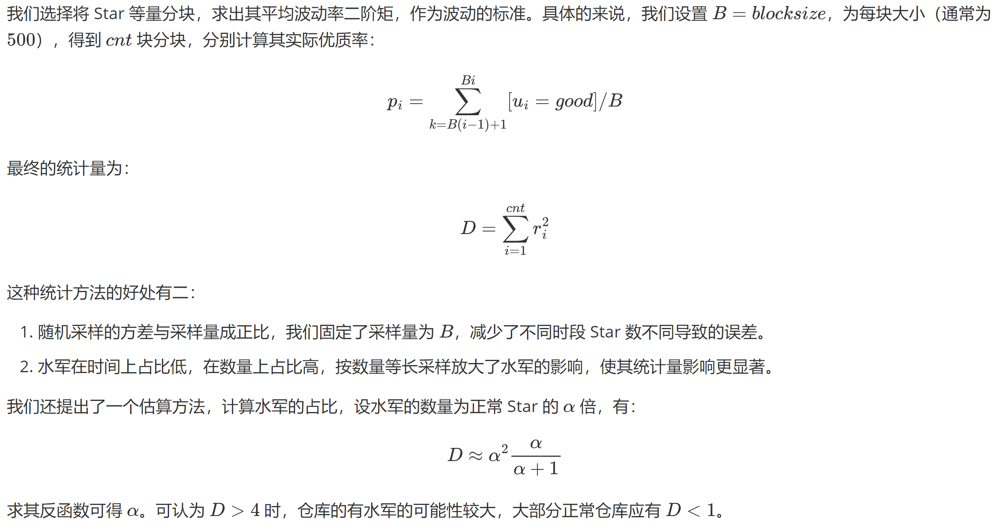 我们选择将 Star 等量分块，求出其平均波动率二阶矩，作为波动的标准。具体的来说，我们设置 $B = blocksize$，为每块大小（通常为
500），得到 $cnt$ 块分块，分别计算其实际优质率：
$p_i = \sum_{k=B(i-1)+1}^{Bi} [u_i = good]/B$
最终的统计量为：
$D = \sum_{i=1}^{cnt} r_i^2$
这种统计方法的好处有二：
1. 随机采样的方差与采样量成正比，我们固定了采样量为 $B$，减少了不同时段 Star 数不同导致的误差。
2. 水军在时间上占比低，在数量上占比高，按数量等长采样放大了水军的影响，使其统计量影响更显著。
我们还提出了一个估算方法，计算水军的占比，设水军的数量为正常 Star 的 $\alpha$ 倍，有：
$D \approx \alpha^2 \frac{\alpha}{\alpha + 1}$
求其反函数可得 $\alpha$。可认为 $D > 4$ 时，仓库的有水军的可能性较大，大部分正常仓库应有 $D < 1$。